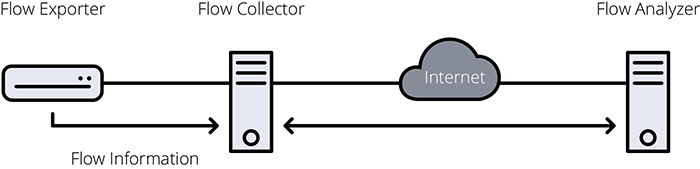 Flow Exporter
Flow Collector
Flow Analyzer
Internet
Flow Information